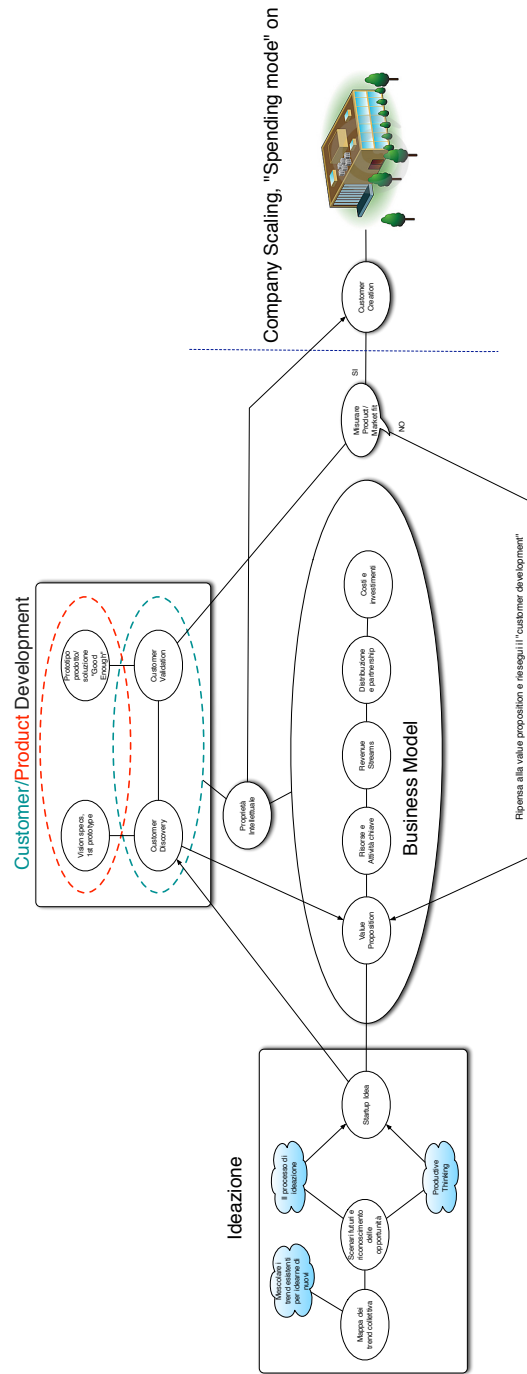 Ideazione
Mescolare i
trend esistenti
per idearne di
nuovi
Il processo di
ideazione
Mappa dei
trend collettiva
Scenari futuri e
riconoscimento
delle
opportunità
Startup Idea
Productive
Thinking
Customer/Product Development
Vision specs,
1st prototype
Prototipo
prodotto/
soluzione
"Good
Enough"
Customer
Discovery
Customer
Validation
Proprietà
Intellettuale
Value
Proposition
Risorse e
Attività chiave
Revenue
Streams
Distribuzione
e partnership
Costi e
investimenti
Business Model
Misurare
Product/
Market fit
SI
NO
Ripensa alla value proposition e riesegui il "customer development"
Customer
Creation
Company Scaling, "Spending mode" on